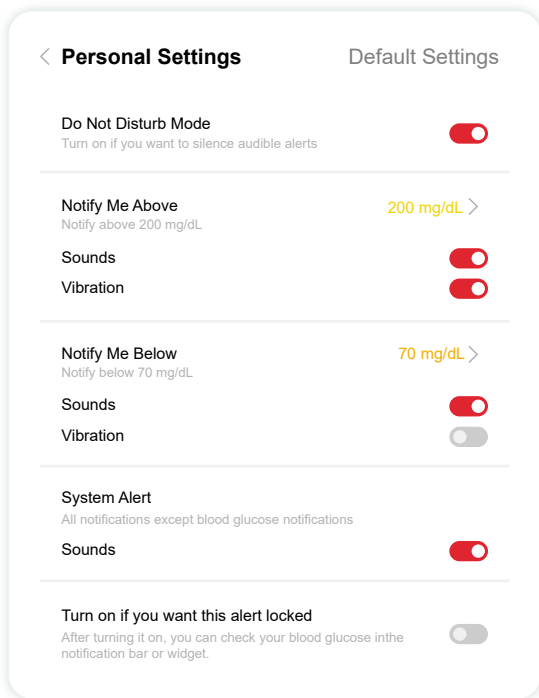 Personal Settings
Default Settings
Do Not Disturb Mode
Turn on if you want to silence audible alerts
Notify Me Above
200 mg/dL
Notify above 200 mg/dL
Sounds
Vibration
Notify Me Below
70 mg/dL
Notify below 70 mg/dL
Sounds
Vibration
System Alert
All notifications except blood glucose notifications
Sounds
Turn on if you want this alert locked
After turning it on, you can check your blood glucose inthe
notification bar or widget.